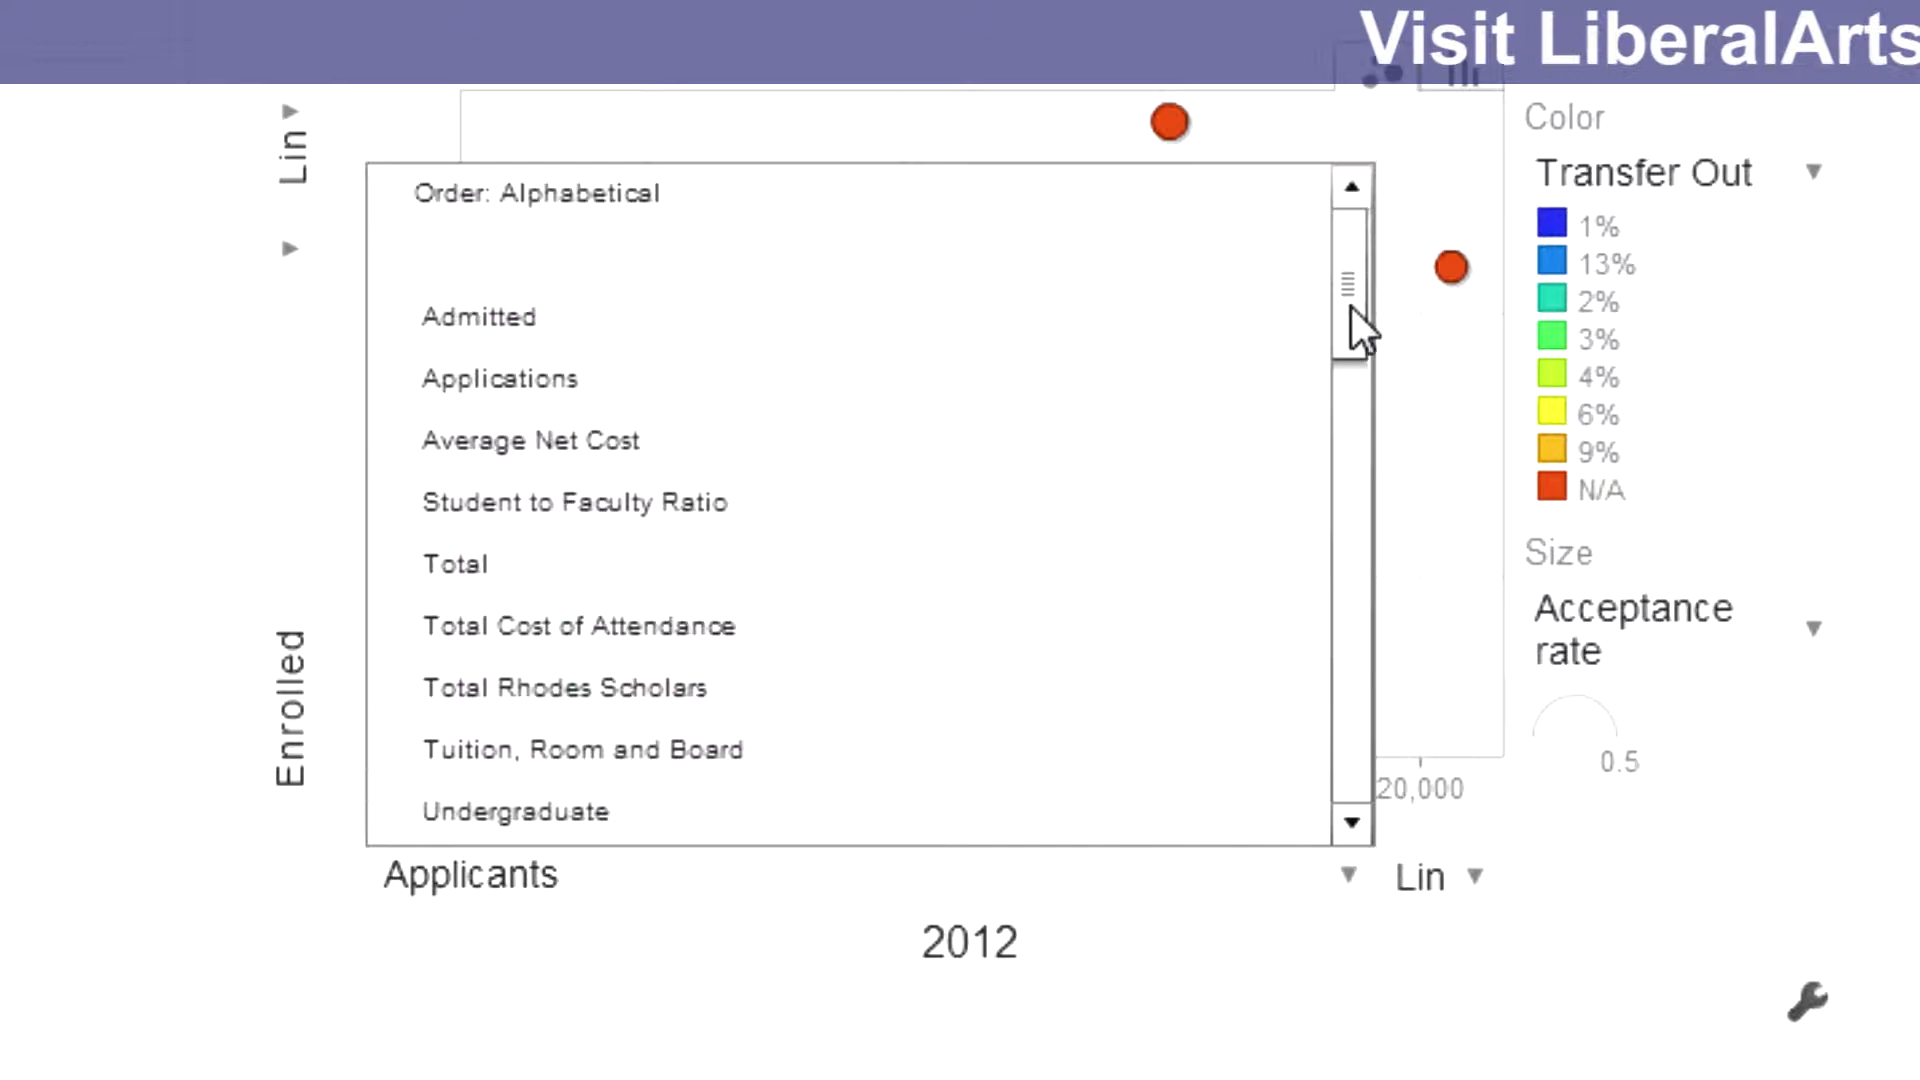 Visit LiberalArts
Lin
Enrolled
Order: Alphabetical
Admitted
Applications
Average Net Cost
Student to Faculty Ratio
Total
Total Cost of Attendance
Total Rhodes Scholars
Tuition, Room and Board
Undergraduate
20,000
Applicants
Lin
2012
Color
Transfer Out
1%
13%
2%
3%
4%
6%
9%
N/A
Size
Acceptance
rate
0.5